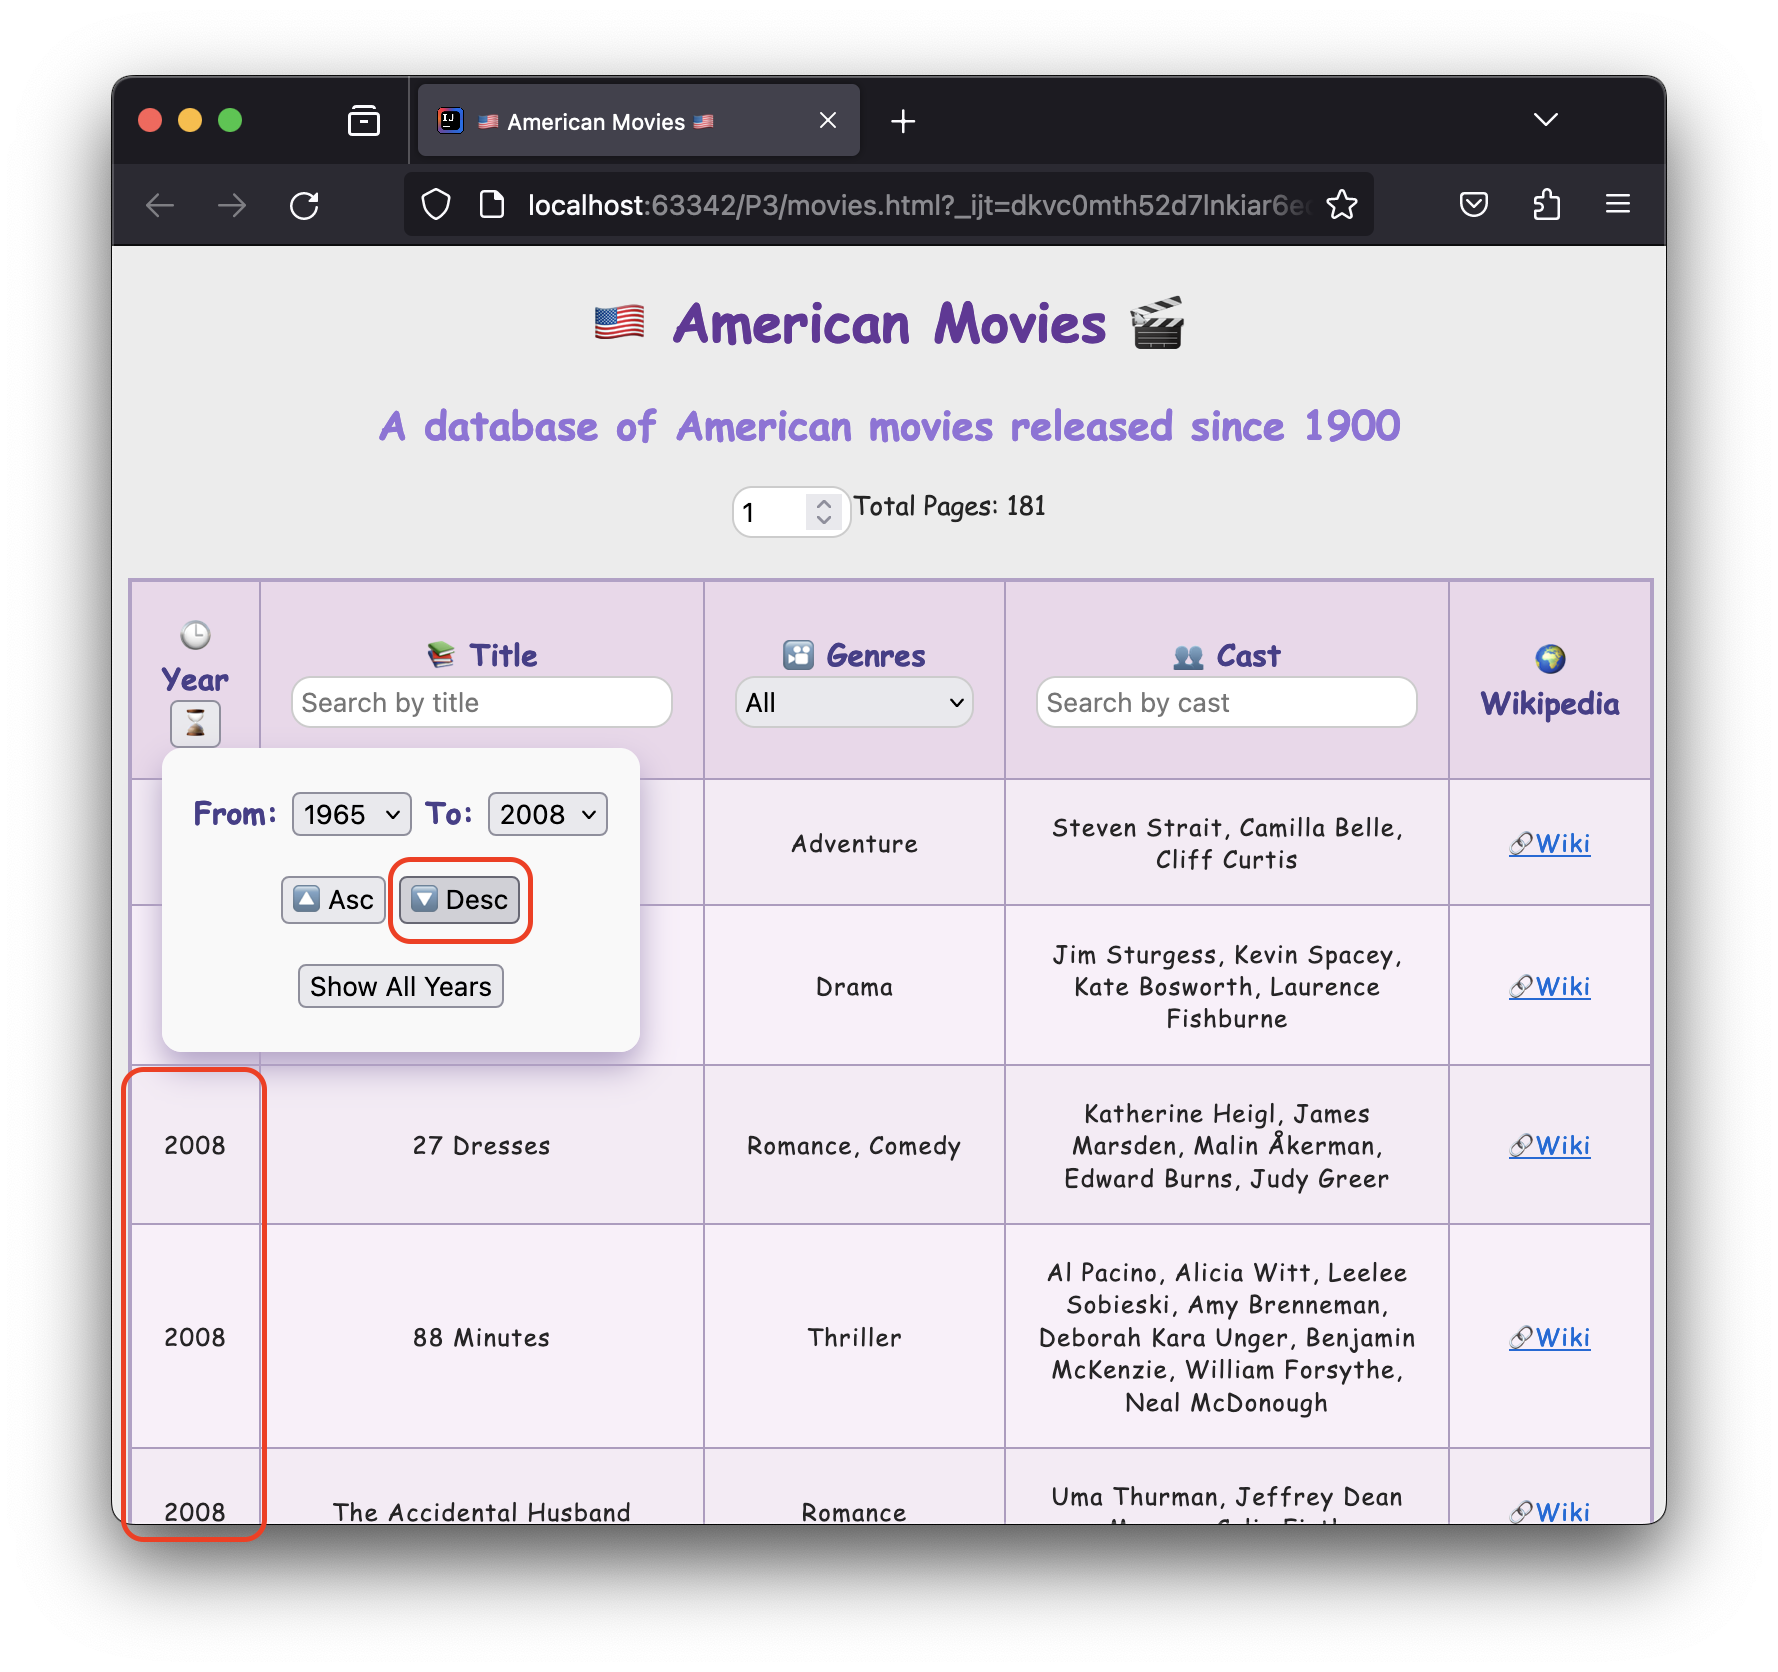 American Movies
localhost:63342/P3/movies.html?_ijt=dkvc0mth52d7lnkiar6e
American Movies
A database of American movies released since 1900
1 Total Pages: 181
Year
Title
Search by title
Genres
All
Cast
Search by cast
Wikipedia
From: 1965 To: 2008
Asc Desc
Show All Years
Adventure
Steven Strait, Camilla Belle,
Cliff Curtis
Wiki
Drama
Jim Sturgess, Kevin Spacey,
Kate Bosworth, Laurence
Fishburne
Wiki
2008
27 Dresses
Romance, Comedy
Katherine Heigl, James
Marsden, Malin Åkerman,
Edward Burns, Judy Greer
Wiki
2008
88 Minutes
Thriller
Al Pacino, Alicia Witt, Leelee
Sobieski, Amy Brenneman,
Deborah Kara Unger, Benjamin
McKenzie, William Forsythe,
Neal McDonough
Wiki
2008
The Accidental Husband
Romance
Uma Thurman, Jeffrey Dean
Wiki